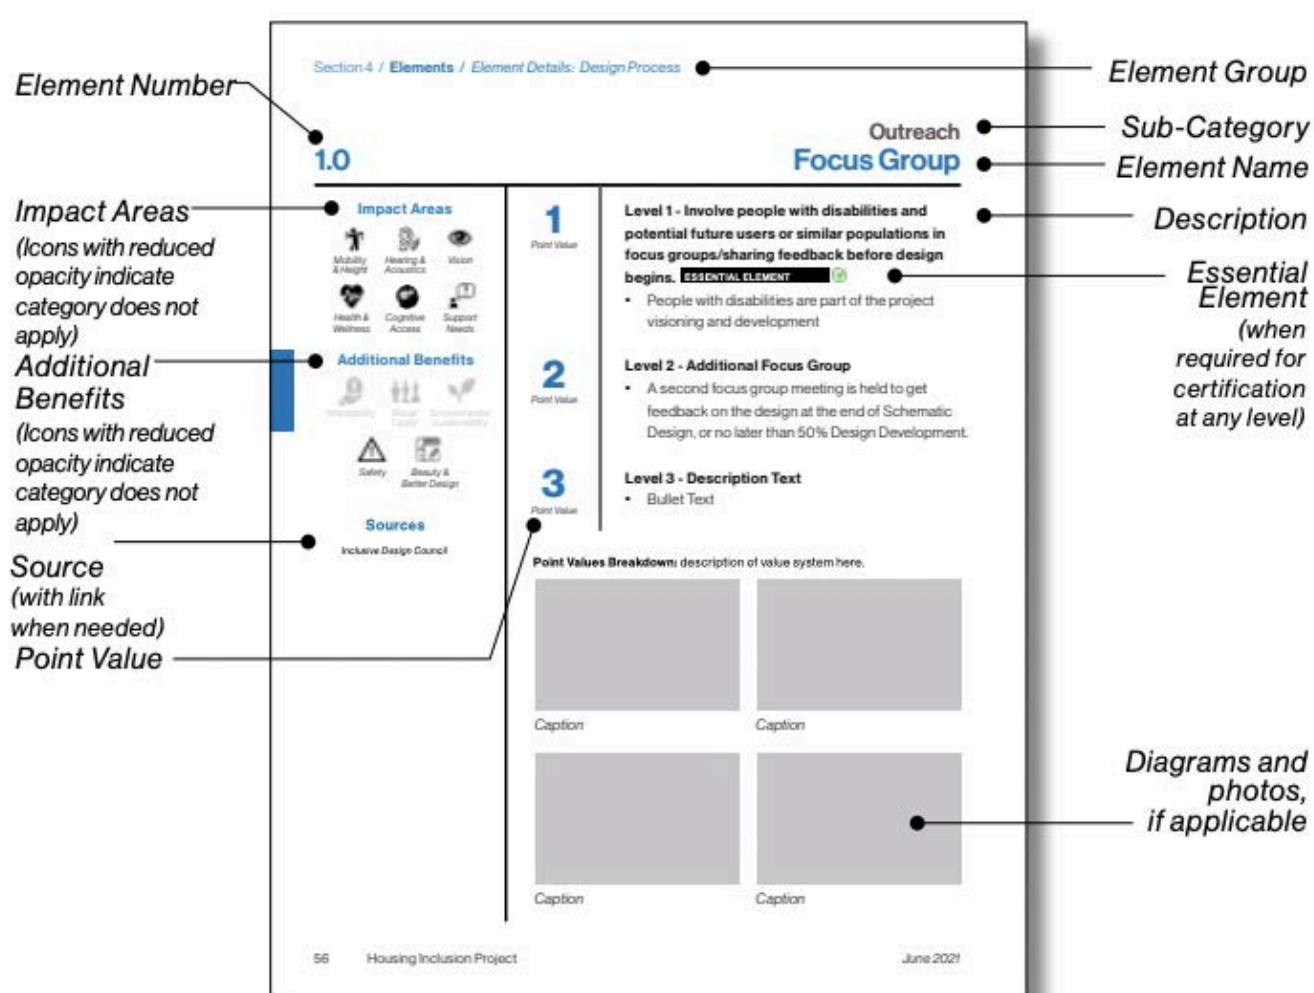 Section 4 / Elements / Element Details: Design Process
Element Group
Element Number
Outreach
Sub-Category
1.0
Focus Group
Element Name
Impact Areas
(Icons with reduced
opacity indicate
category does not
apply)
Additional
Benefits
(Icons with reduced
opacity indicate
category does not
apply)
Source
(with link
when needed)
Point Value
Impact Areas
Mobility
& Height
Hearing &
Acoustics
Vision
Health &
Wellness
Cognitive
Access
Support
Needs
Additional Benefits
Affordability
Social
Equity
Environmental
Sustainability
Safety
Beauty &
Better Design
Sources
Inclusive Design Council
1
Point Value
Level 1 - Involve people with disabilities and
potential future users or similar populations in
focus groups/sharing feedback before design
begins. ESSENTIAL ELEMENT
• People with disabilities are part of the project
visioning and development
2
Point Value
Level 2 - Additional Focus Group
• A second focus group meeting is held to get
feedback on the design at the end of Schematic
Design, or no later than 50% Design Development.
3
Point Value
Level 3 - Description Text
• Bullet Text
Point Values Breakdown: description of value system here.
Caption
Caption
Caption
Caption
Description
Essential
Element
(when
required for
certification
at any level)
Diagrams and
photos,
if applicable
56
Housing Inclusion Project
June 2021